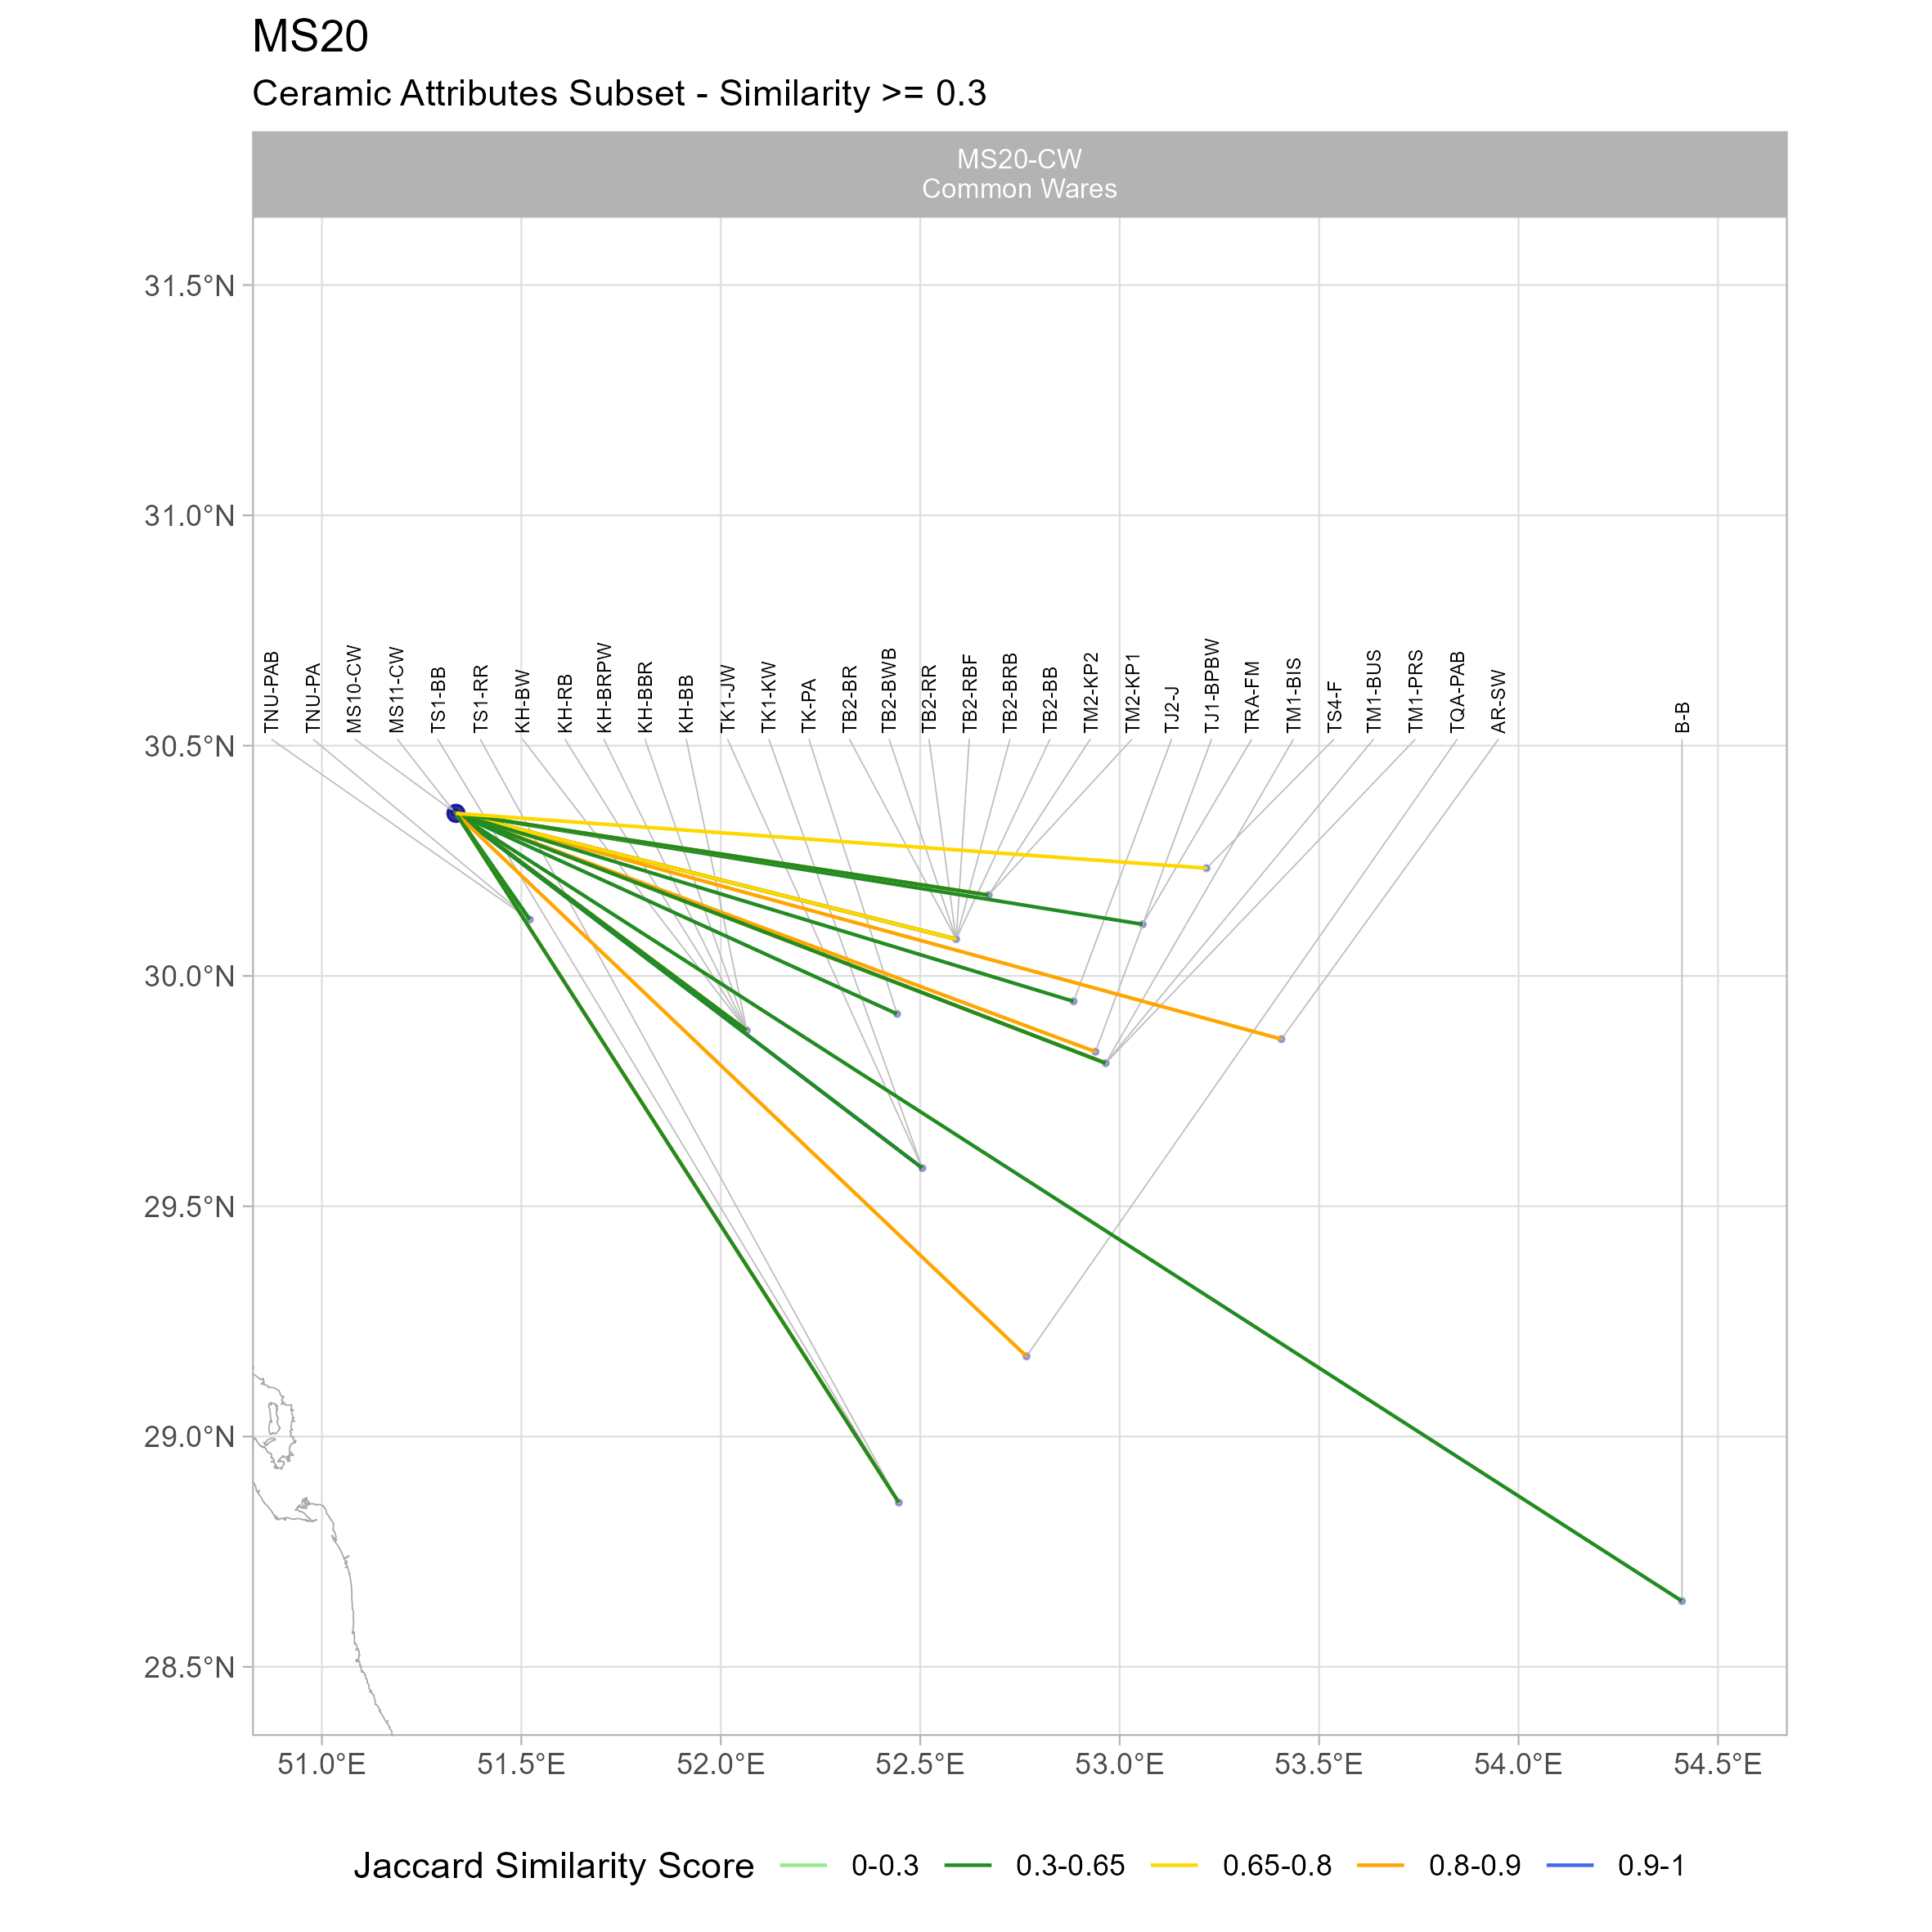 MS20
Ceramic Attributes Subset - Similarity >= 0.3
MS20-CW
Common Wares
31.5°N
31.0°N
30.5°N
30.0°N
29.5°N
29.0°N
28.5°N
TNU-PAB
TNU-PA
MS10-CW
MS11-CW
TS1-BB
TS1-RR
KH-BW
KH-RB
KH-BRPW
KH-BBR
KH-BB
TK1-JW
TK1-KW
TK-PA
TB2-BR
TB2-BWB
TB2-RR
TB2-RBF
TB2-BRB
TB2-BB
TM2-KP2
TM2-KP1
TJ2-J
TJ1-BPBW
TRA-FM
TM1-BIS
TS4-F
TM1-BUS
TM1-PRS
TQA-PAB
AR-SW
B-B
51.0°E 51.5°E 52.0°E 52.5°E 53.0°E 53.5°E 54.0°E 54.5°E
Jaccard Similarity Score 0-0.3 0.3-0.65 0.65-0.8 0.8-0.9 0.9-1